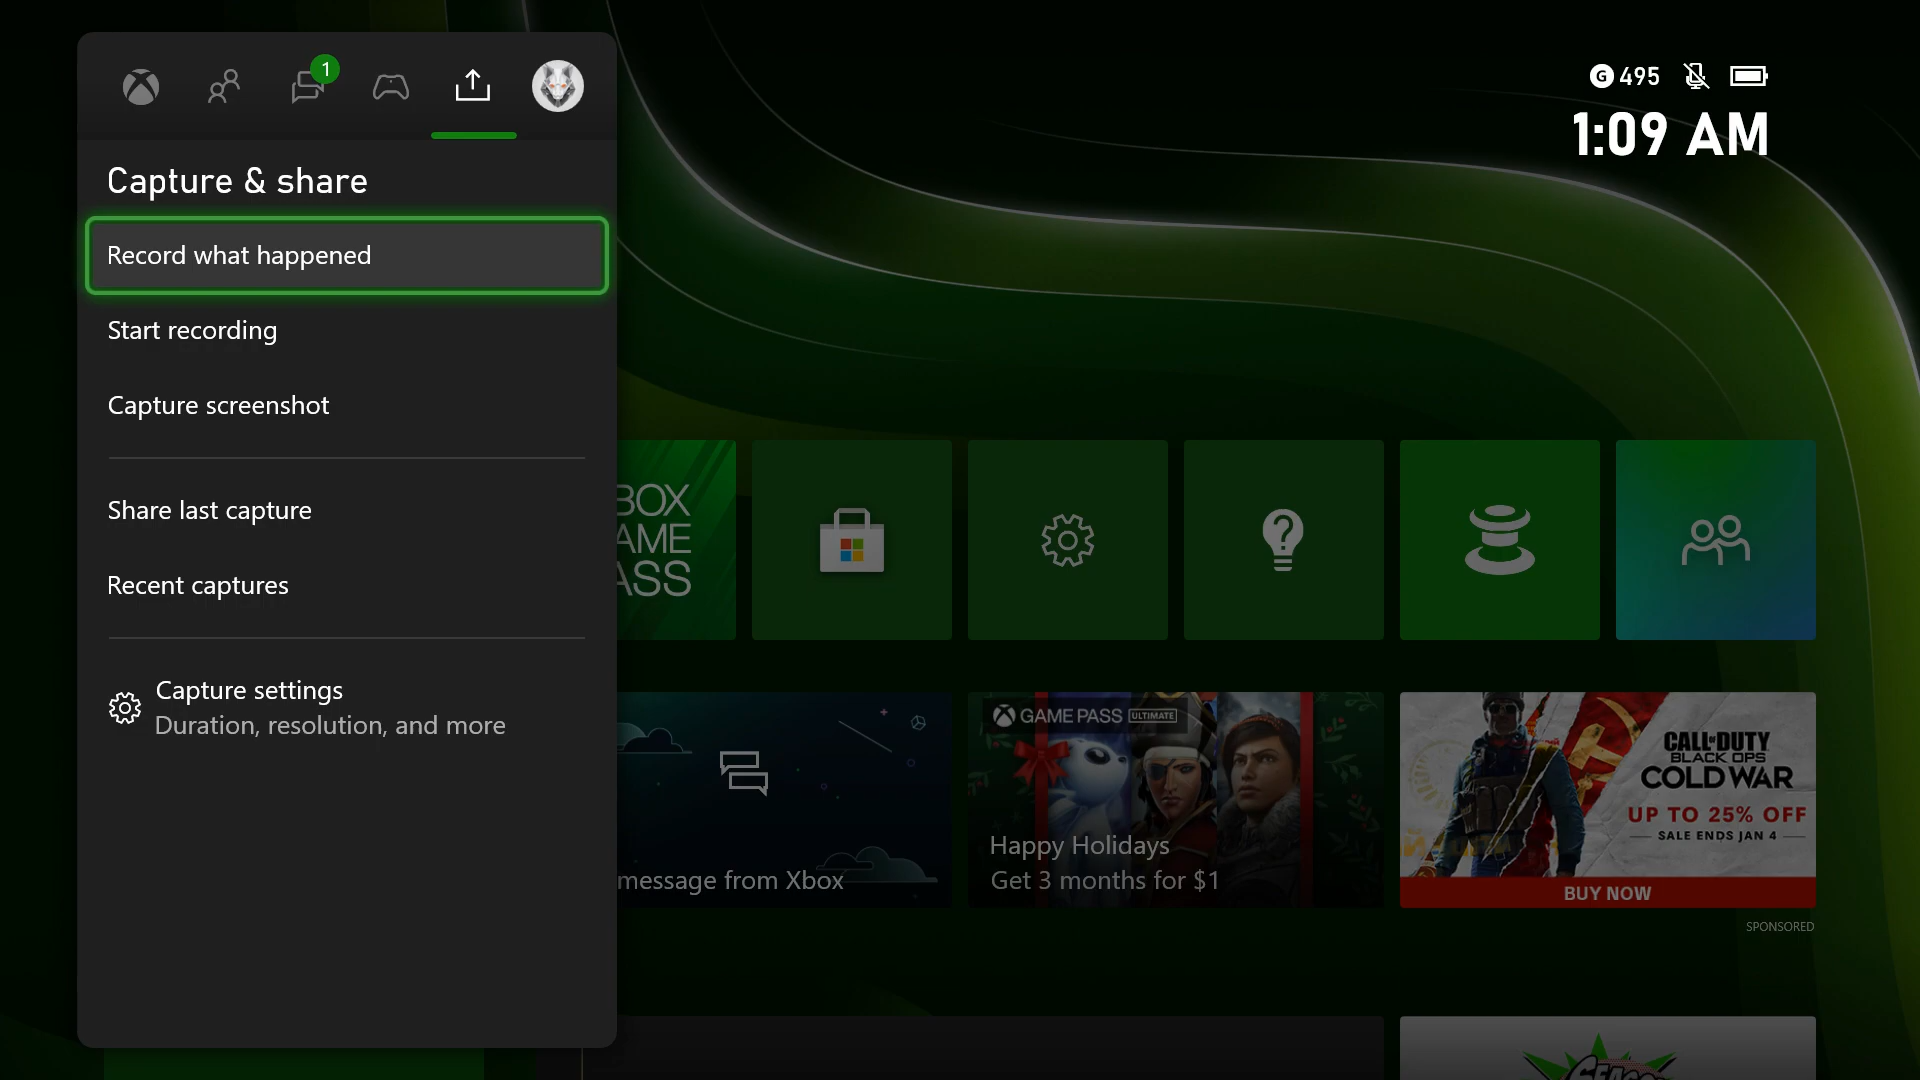 1
G 495
1:09 AM
Capture & share
Record what happened
Start recording
Capture screenshot
Share last capture
Recent captures
Capture settings
Duration, resolution, and more
BOX
AME
ASS
message from Xbox
GAME PASS ULTIMATE
Happy Holidays
Get 3 months for $1
CALL OF DUTY
BLACK OPS
COLD WAR
UP TO 25% OFF
SALE ENDS JAN 4
BUY NOW
SPONSORED